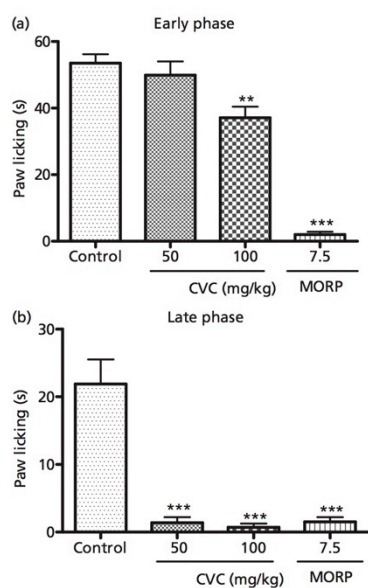 (a) Early phase
Paw licking (s)
60
40
20
0
**
***
Control 50 100 7.5
CVC (mg/kg) MORP
(b) Late phase
Paw licking (s)
30
20
10
0
*** *** ***
Control 50 100 7.5
CVC (mg/kg) MORP